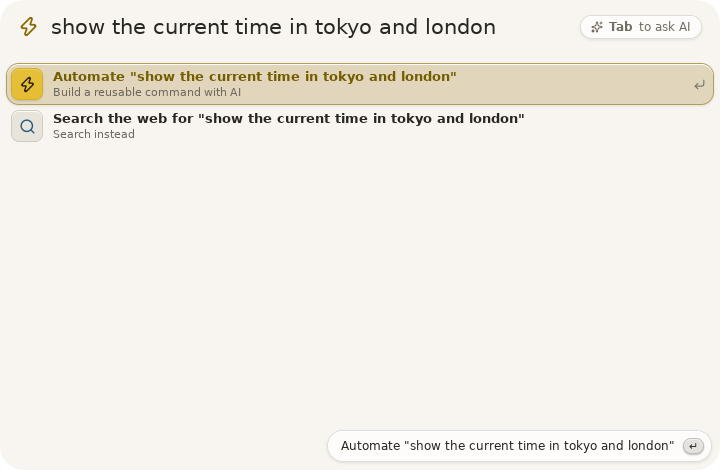 show the current time in tokyo and london
Tab to ask AI
Automate "show the current time in tokyo and london"
Build a reusable command with AI
Search the web for "show the current time in tokyo and london"
Search instead
Automate "show the current time in tokyo and london"